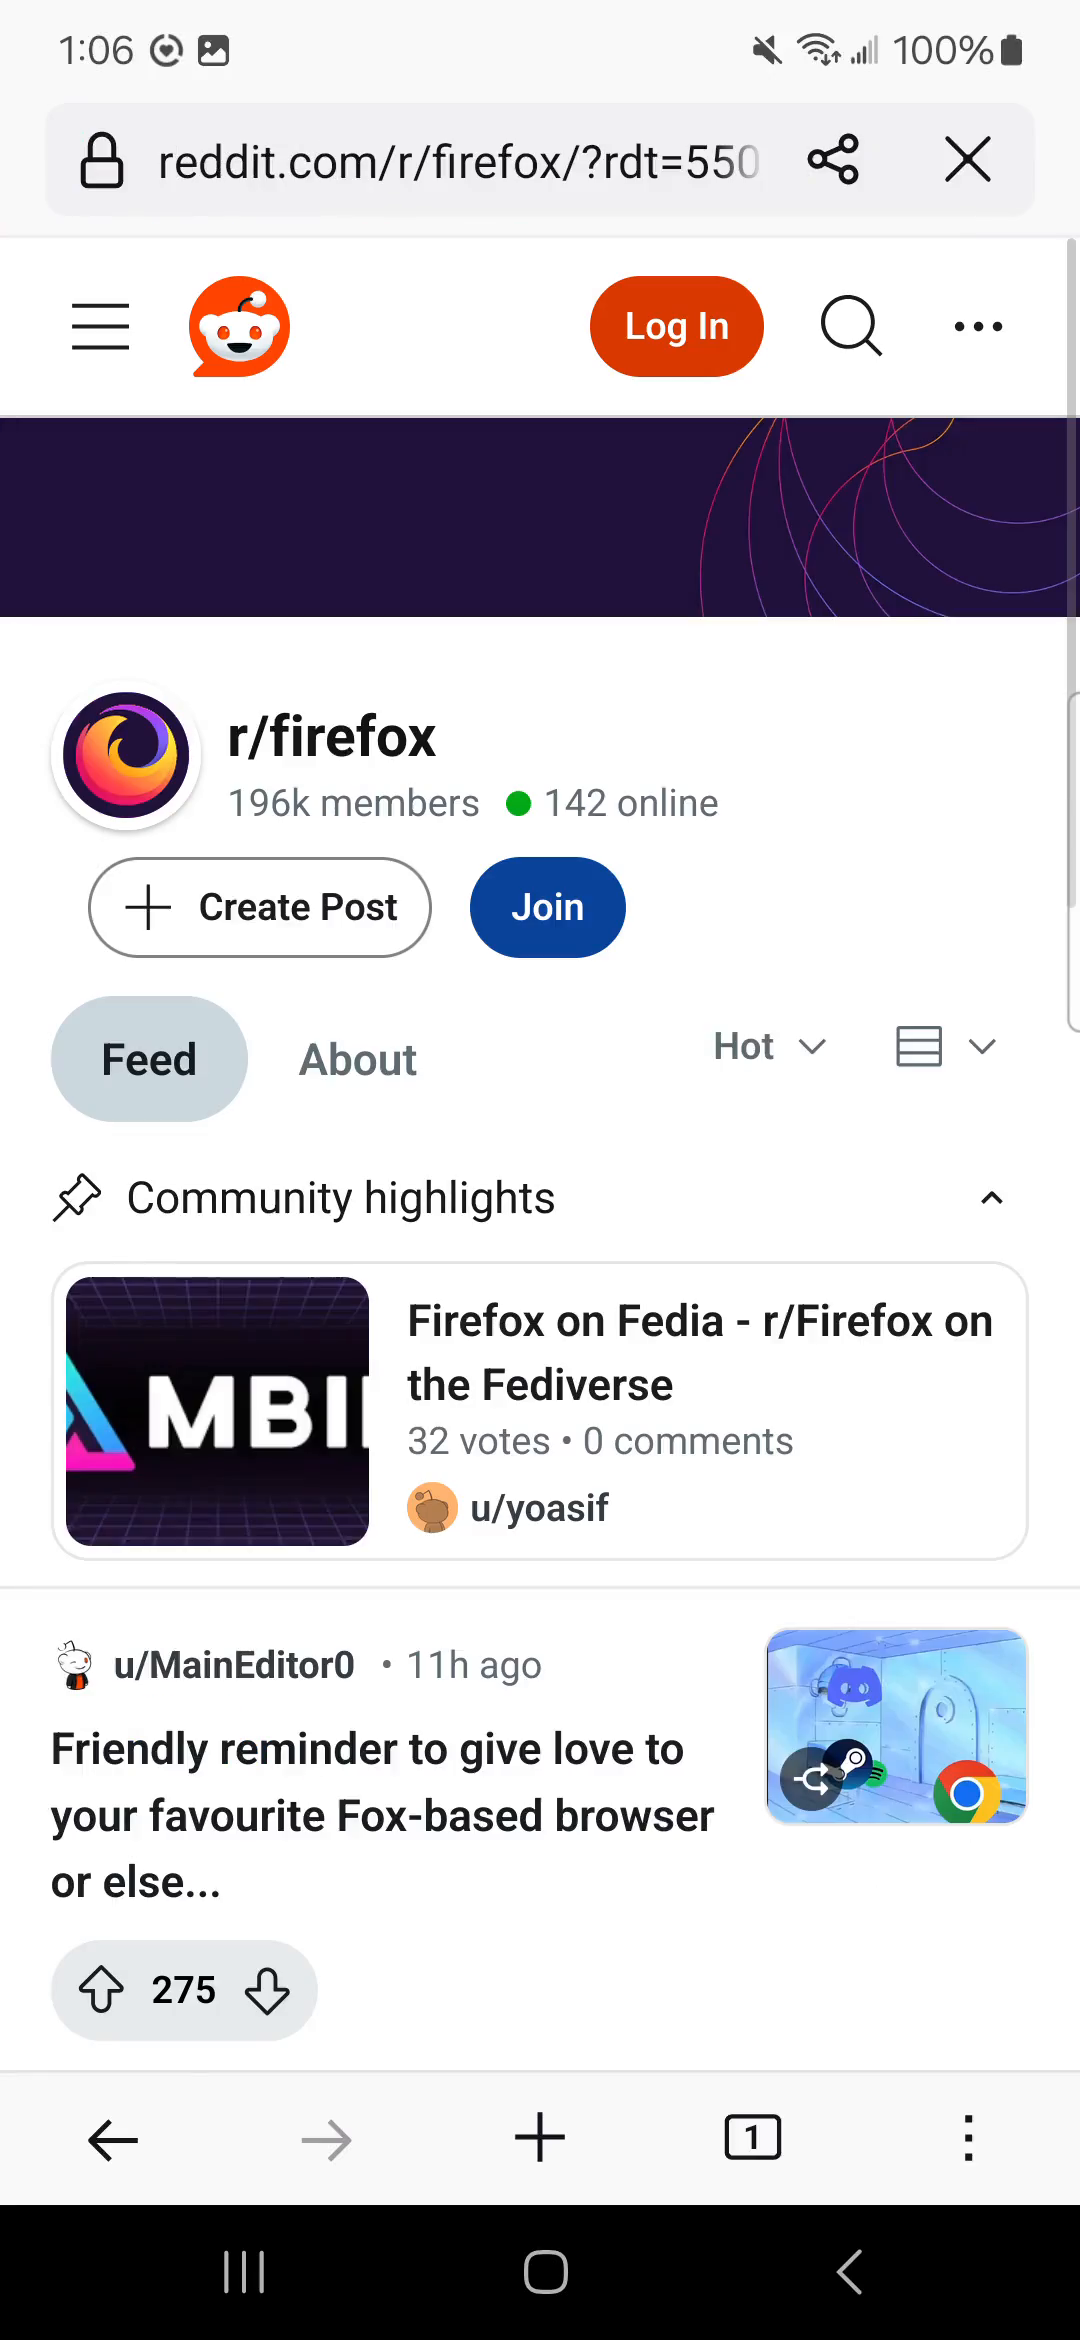 1:06
100%
reddit.com/r/firefox/?rdt=550
Log In
r/firefox
196k members
142 online
Create Post
Join
Feed
About
Hot
Community highlights
MBI
Firefox on Fedia - r/Firefox on
the Fediverse
32 votes • 0 comments
u/yoasif
u/MainEditor0 • 11h ago
Friendly reminder to give love to
your favourite Fox-based browser
or else...
275
1